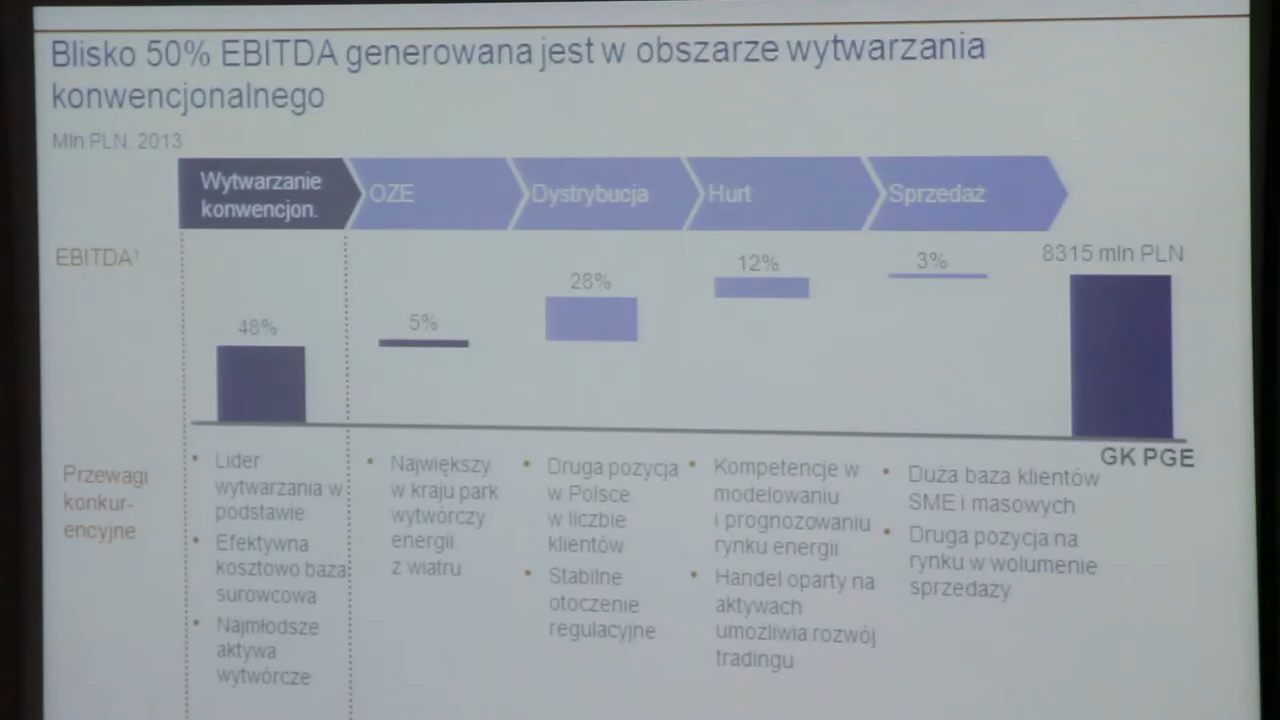 Blisko 50% EBITDA generowana jest w obszarze wytwarzania
konwencjonalnego
Mln PLN, 2013
Wytwarzanie
konwencjon.
OZE
Dystrybucja
Hurt
Sprzedaż
EBITDA¹
48%
5%
28%
12%
3%
8315 mln PLN
GK PGE
Przewagi
konkur-
encyjne
• Lider
wytwarzania w
podstawie
• Efektywna
kosztowo baza
surowcowa
• Najmłodsze
aktywa
wytwórcze
• Największy
w kraju park
wytwórczy
energii
z wiatru
• Druga pozycja
w Polsce
w liczbie
klientów
• Stabilne
otoczenie
regulacyjne
• Kompetencje w
modelowaniu
i prognozowaniu
rynku energii
• Handel oparty na
aktywach
umożliwia rozwój
tradingu
• Duża baza klientów
SME i masowych
• Druga pozycja na
rynku w wolumenie
sprzedaży